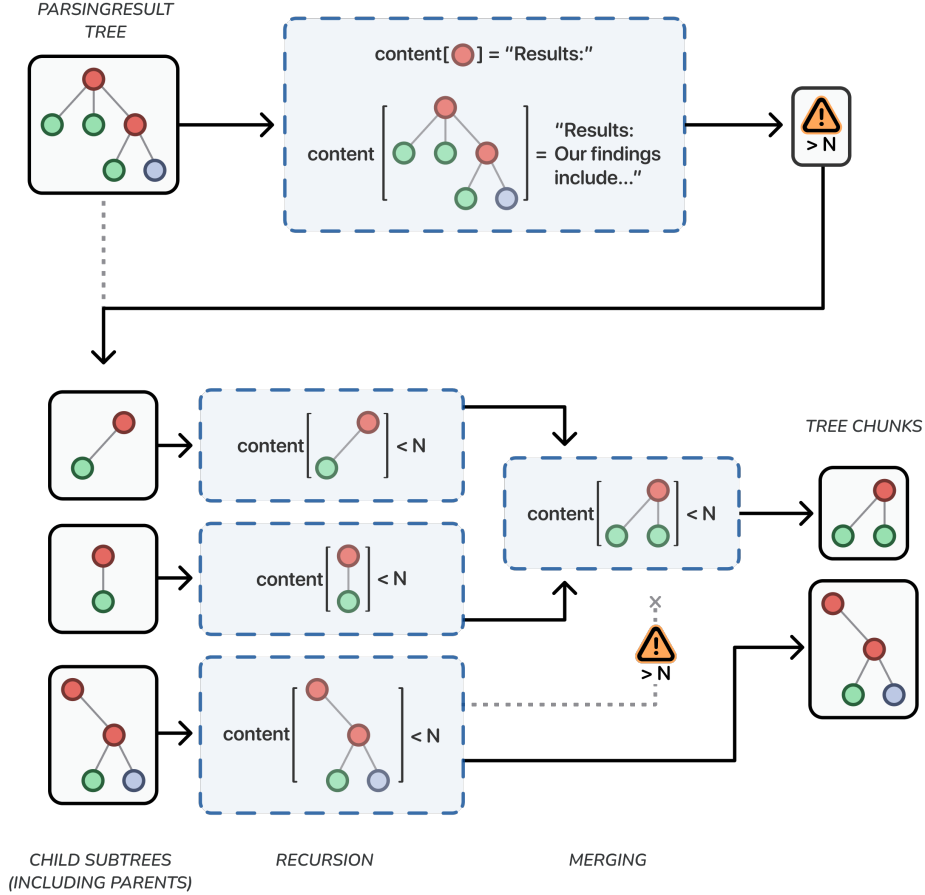 PARSINGRESULT
TREE
content[ ] = “Results:”
content[ ] =
“Results:
Our findings
include...”
> N
content[ ] < N
TREE CHUNKS
content[ ] < N
content[ ] < N
> N
content[ ] < N
CHILD SUBTREES
(INCLUDING PARENTS)
RECURSION
MERGING